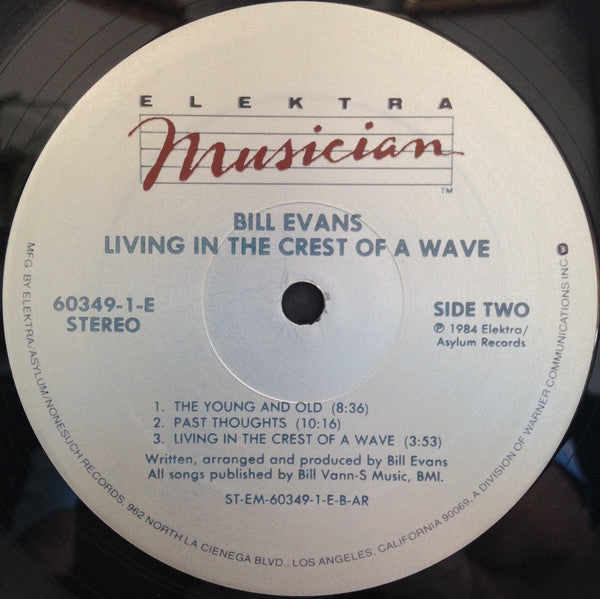 ELEKTRA
Musician
TM
BILL EVANS
LIVING IN THE CREST OF A WAVE
60349-1-E
STEREO
SIDE TWO
℗ 1984 Elektra/
Asylum Records
1. THE YOUNG AND OLD (8:36)
2. PAST THOUGHTS (10:16)
3. LIVING IN THE CREST OF A WAVE (3:53)
Written, arranged and produced by Bill Evans
All songs published by Bill Vann-S Music, BMI.
ST-EM-60349-1-E-B-AR
MFG. BY ELEKTRA/ASYLUM/NONESUCH RECORDS, 962 NORTH LA CIENEGA BLVD., LOS ANGELES, CALIFORNIA 90069, A DIVISION OF WARNER COMMUNICATIONS INC